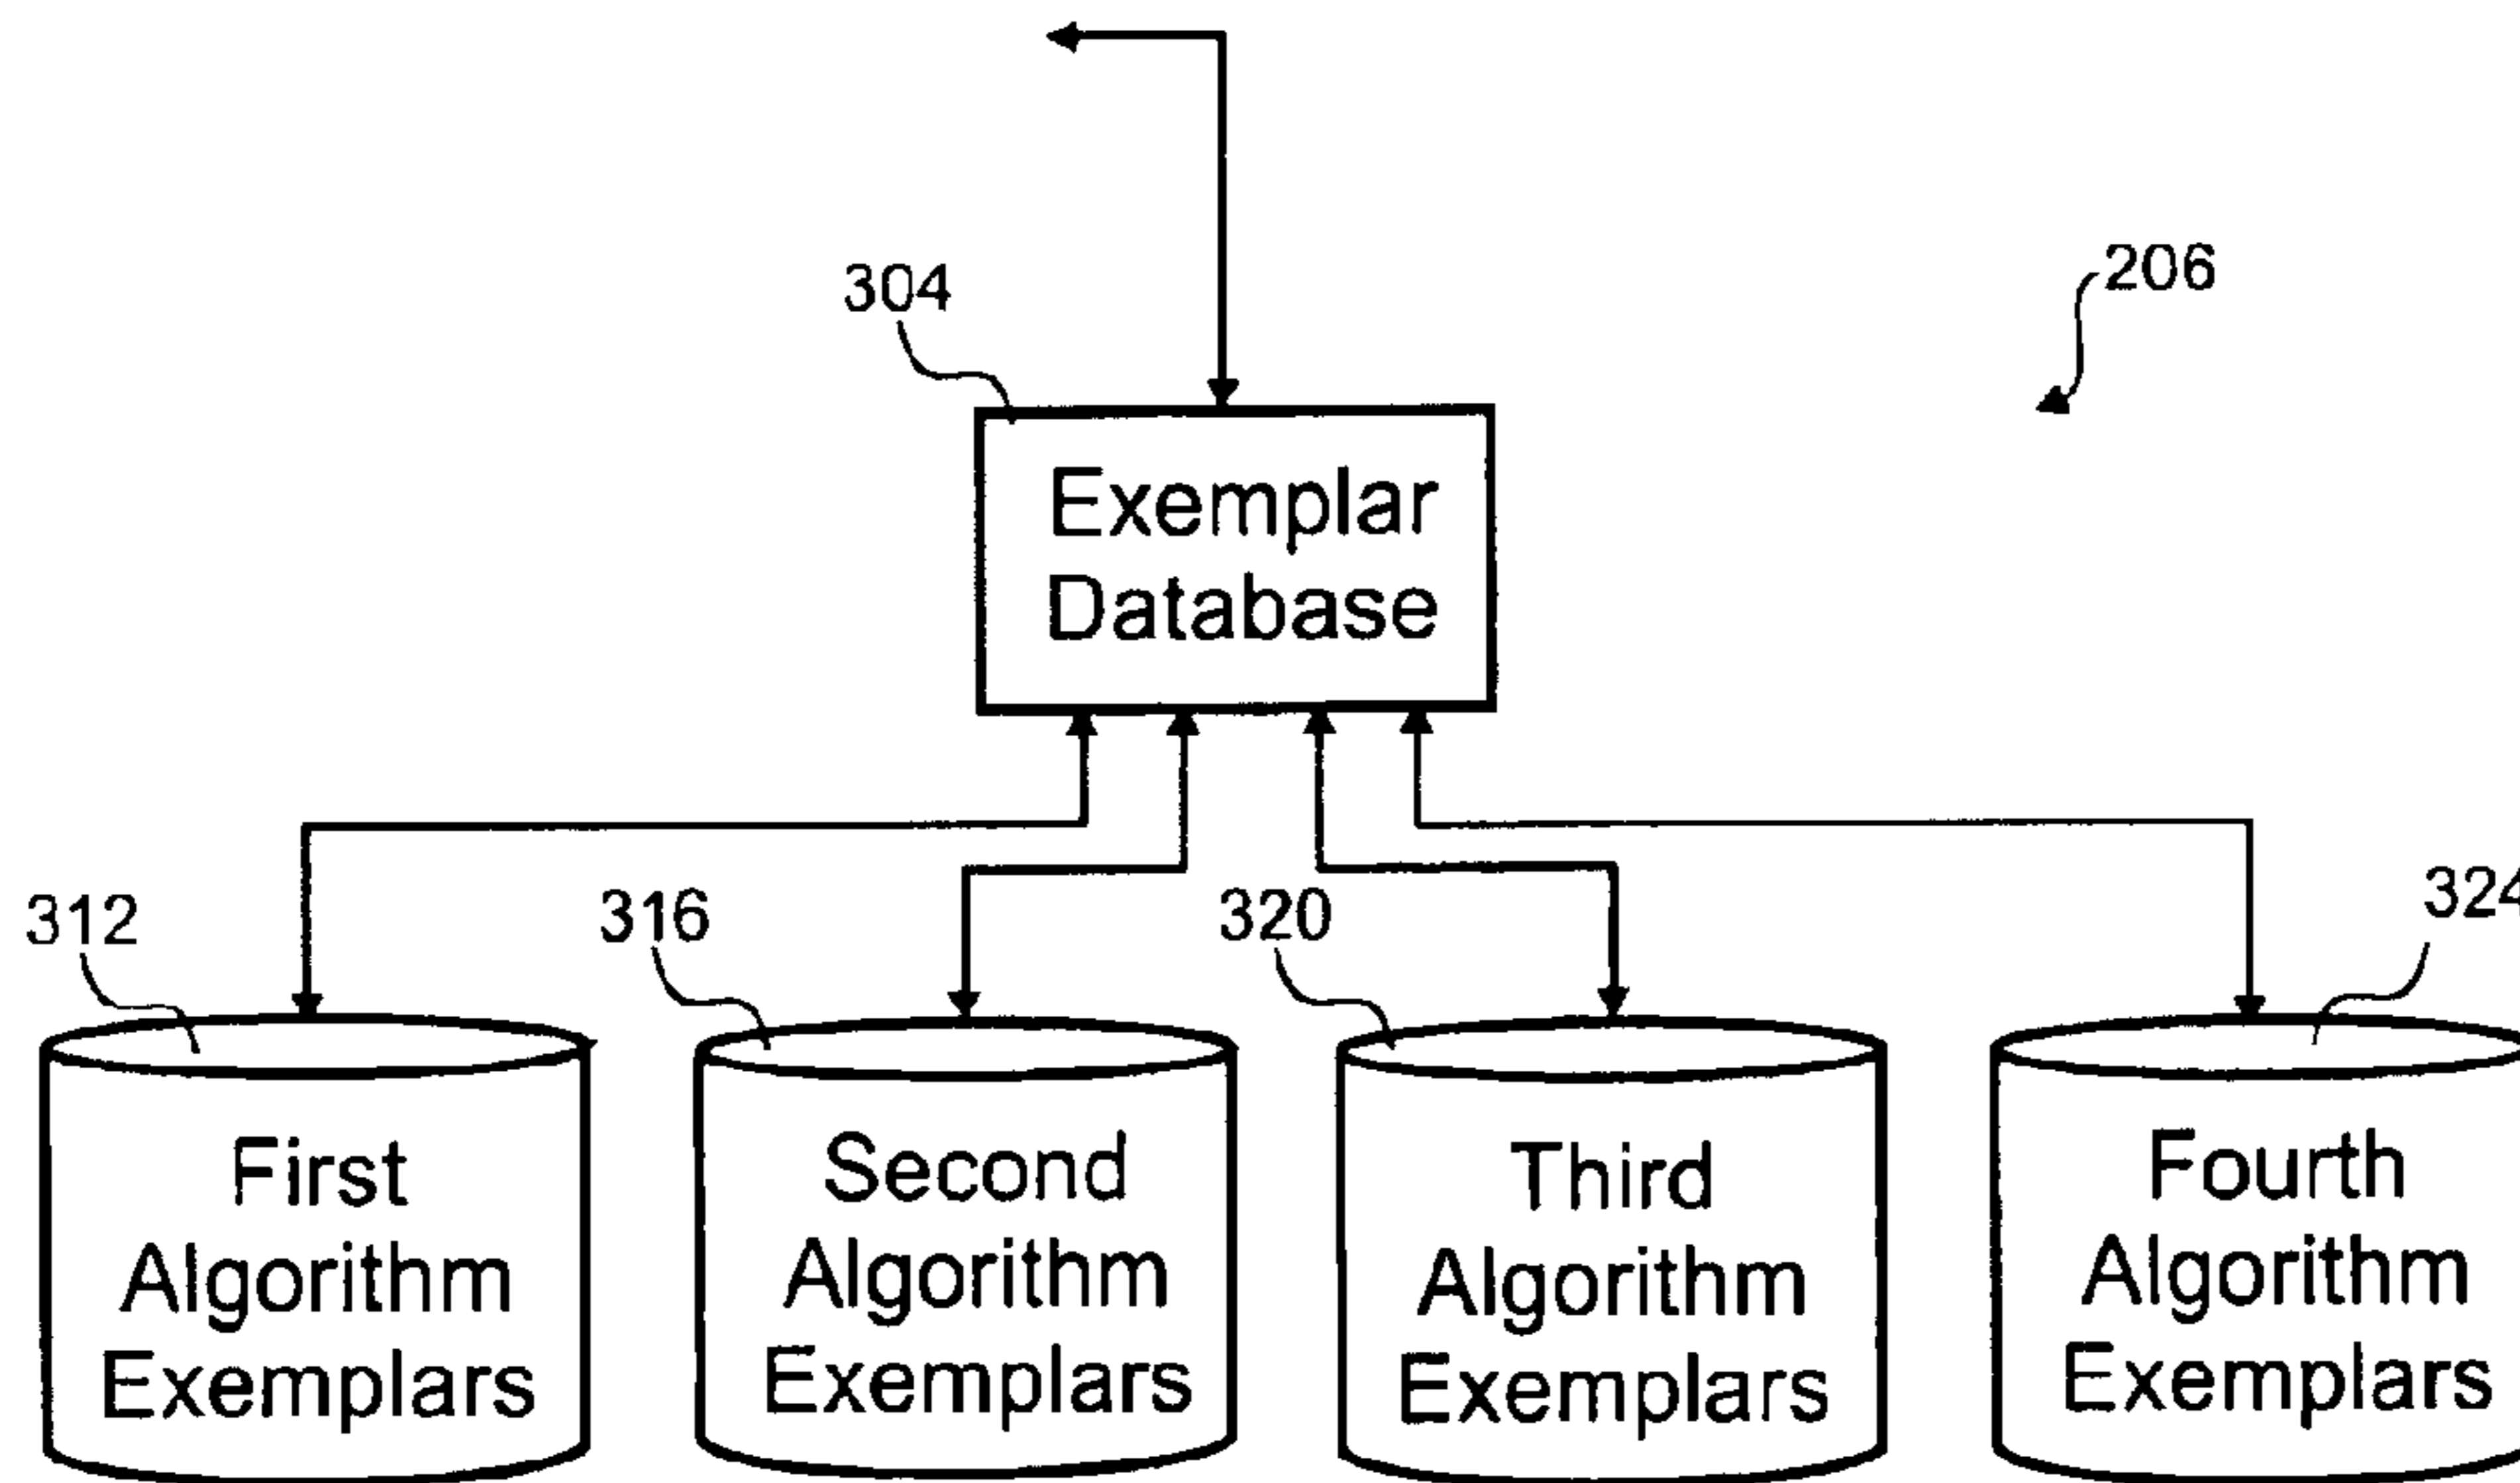 304
206
Exemplar
Database
312
316
320
324
First
Algorithm
Exemplars
Second
Algorithm
Exemplars
Third
Algorithm
Exemplars
Fourth
Algorithm
Exemplars